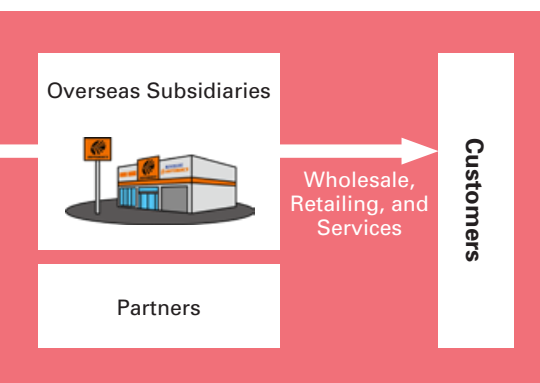 Overseas Subsidiaries
Wholesale,
Retailing, and
Services
Customers
Partners